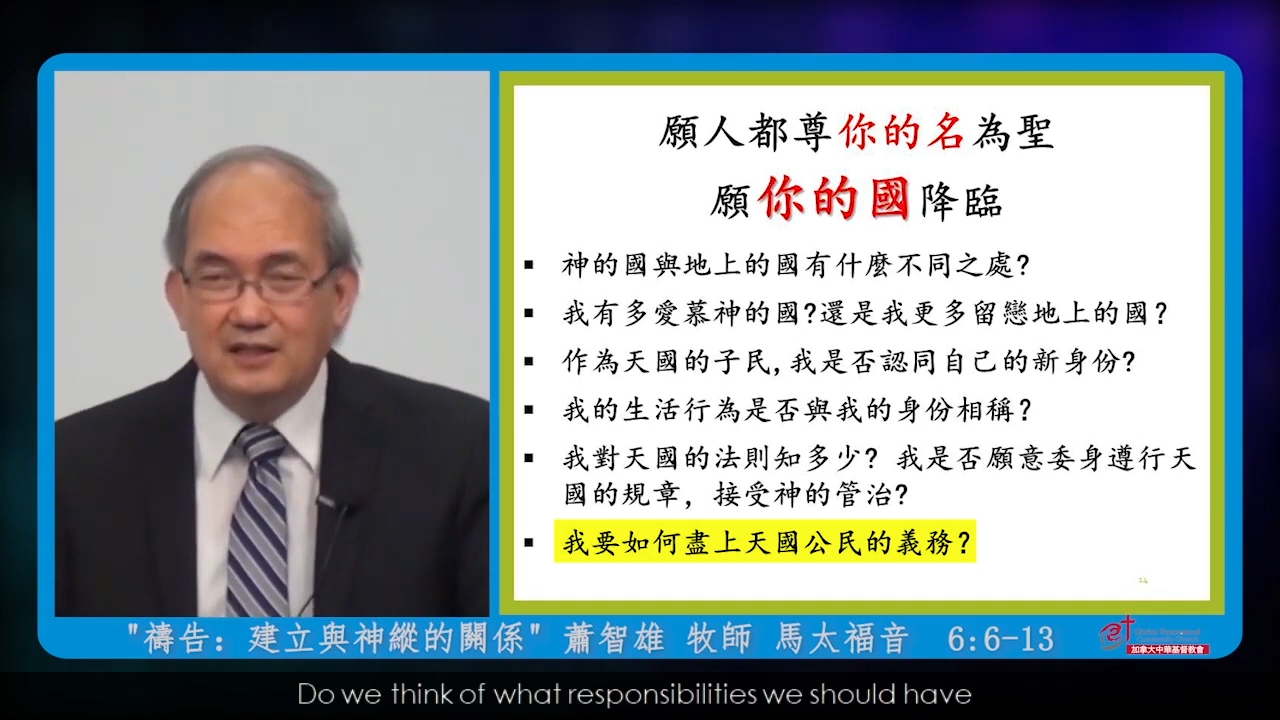 願人都尊你的名為聖
願你的國降臨
▪ 神的國與地上的國有什麼不同之處?
▪ 我有多愛慕神的國?還是我更多留戀地上的國?
▪ 作為天國的子民,我是否認同自己的新身份?
▪ 我的生活行為是否與我的身份相稱?
▪ 我對天國的法則知多少? 我是否願意委身遵行天
國的規章, 接受神的管治?
▪ 我要如何盡上天國公民的義務?
14
"禱告: 建立與神縱的關係" 蕭智雄 牧師 馬太福音 6:6-13
加拿大中華基督教會
Do we think of what responsibilities we should have